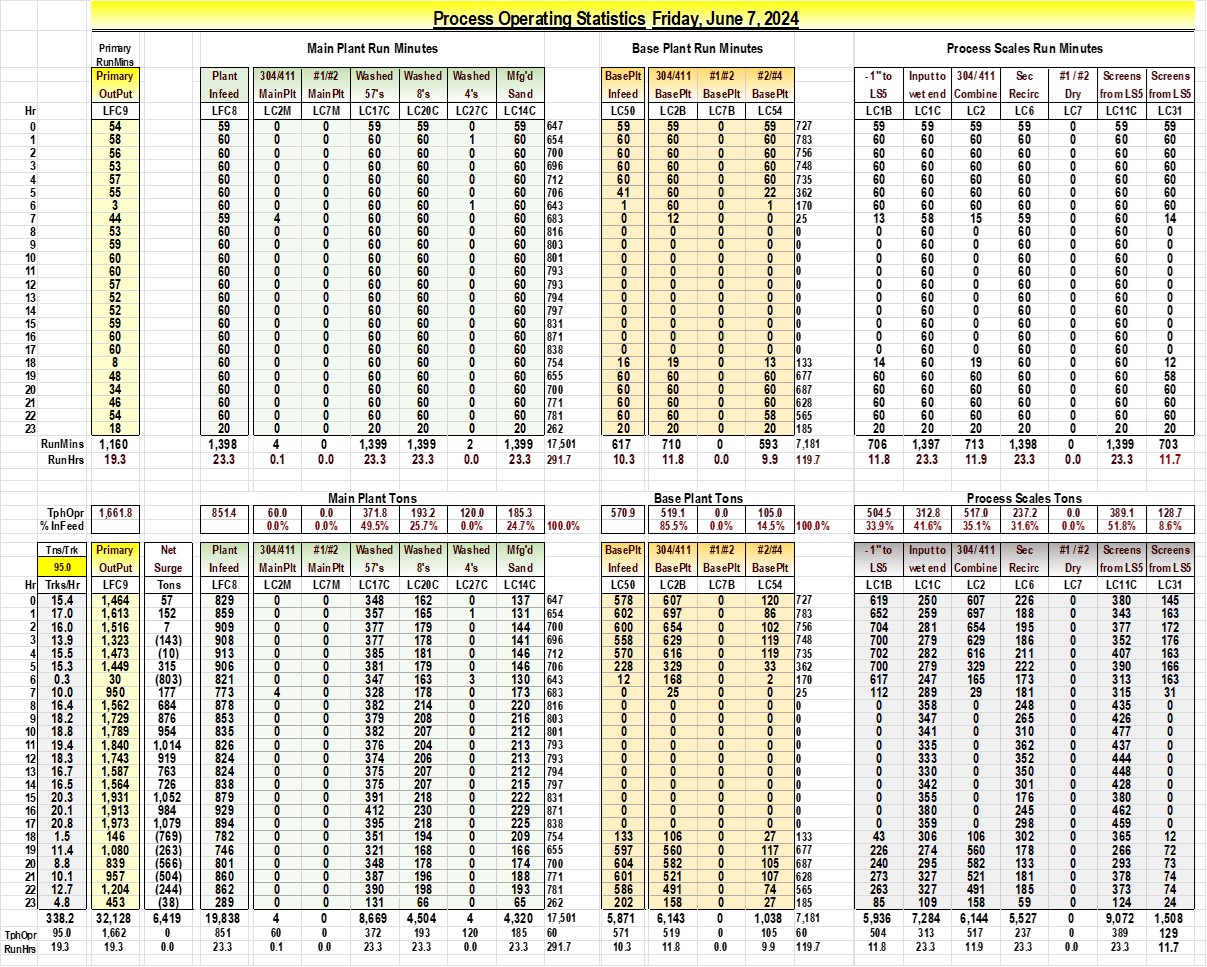 Process Operating Statistics Friday, June 7, 2024
Primary Main Plant Run Minutes Base Plant Run Minutes Process Scales Run Minutes
RunMins
Primary Plant 304/411 #1/#2 Washed Washed Washed Mfg'd BasePlt 304/411 #1/#2 #2/#4 - 1" to Input to 304/ 411 Sec #1 / #2 Screens Screens
OutPut Infeed MainPlt MainPlt 57's 8's 4's Sand Infeed BasePlt BasePlt BasePlt LS5 wet end Combine Recirc Dry from LS5 from LS5
Hr LFC9 LFC8 LC2M LC7M LC17C LC20C LC27C LC14C LC50 LC2B LC7B LC54 LC1B LC1C LC2 LC6 LC7 LC11C LC31
0 54 59 0 0 59 59 0 59 647 59 59 0 59 727 59 59 59 59 0 59 59
1 58 60 0 0 60 60 1 60 654 60 60 0 60 783 60 60 60 60 0 60 60
2 56 60 0 0 60 60 0 60 700 60 60 0 60 756 60 60 60 60 0 60 60
3 53 60 0 0 60 60 0 60 696 60 60 0 60 748 60 60 60 60 0 60 60
4 57 60 0 0 60 60 0 60 712 60 60 0 60 735 60 60 60 60 0 60 60
5 55 60 0 0 60 60 0 60 706 41 60 0 22 362 60 60 60 60 0 60 60
6 3 60 0 0 60 60 1 60 643 1 60 0 1 170 60 60 60 60 0 60 60
7 44 59 4 0 60 60 0 60 683 0 12 0 0 25 13 58 15 59 0 60 14
8 53 60 0 0 60 60 0 60 816 0 0 0 0 0 0 60 0 60 0 60 0
9 59 60 0 0 60 60 0 60 803 0 0 0 0 0 0 60 0 60 0 60 0
10 60 60 0 0 60 60 0 60 801 0 0 0 0 0 0 60 0 60 0 60 0
11 60 60 0 0 60 60 0 60 793 0 0 0 0 0 0 60 0 60 0 60 0
12 57 60 0 0 60 60 0 60 793 0 0 0 0 0 0 60 0 60 0 60 0
13 52 60 0 0 60 60 0 60 794 0 0 0 0 0 0 60 0 60 0 60 0
14 52 60 0 0 60 60 0 60 797 0 0 0 0 0 0 60 0 60 0 60 0
15 59 60 0 0 60 60 0 60 831 0 0 0 0 0 0 60 0 60 0 60 0
16 60 60 0 0 60 60 0 60 871 0 0 0 0 0 0 60 0 60 0 60 0
17 60 60 0 0 60 60 0 60 838 0 0 0 0 0 0 60 0 60 0 60 0
18 8 60 0 0 60 60 0 60 754 16 19 0 13 133 14 60 19 60 0 60 12
19 48 60 0 0 60 60 0 60 655 60 60 0 60 677 60 60 60 60 0 60 58
20 34 60 0 0 60 60 0 60 700 60 60 0 60 687 60 60 60 60 0 60 60
21 46 60 0 0 60 60 0 60 771 60 60 0 60 628 60 60 60 60 0 60 60
22 54 60 0 0 60 60 0 60 781 60 60 0 58 565 60 60 60 60 0 60 60
23 18 20 0 0 20 20 0 20 262 20 20 0 20 185 20 20 20 20 0 20 20
RunMins 1,160 1,398 4 0 1,399 1,399 2 1,399 17,501 617 710 0 593 7,181 706 1,397 713 1,398 0 1,399 703
Run Hrs 19.3 23.3 0.1 0.0 23.3 23.3 0.0 23.3 291.7 10.3 11.8 0.0 9.9 119.7 11.8 23.3 11.9 23.3 0.0 23.3 11.7
Main Plant Tons Base Plant Tons Process Scales Tons
TphOpr 1,661.8 851.4 60.0 0.0 371.8 193.2 120.0 185.3 570.9 519.1 0.0 105.0 504.5 312.8 517.0 237.2 0.0 389.1 128.7
% InFeed 0.0% 0.0% 49.5% 25.7% 0.0% 24.7% 100.0% 85.5% 0.0% 14.5% 100.0% 33.9% 41.6% 35.1% 31.6% 0.0% 51.8% 8.6%
Tns/Trk Primary Net Plant 304/411 #1/#2 Washed Washed Washed Mfg'd BasePlt 304/411 #1/#2 #2/#4 - 1" to Input to 304/ 411 Sec #1 / #2 Screens Screens
95.0 OutPut Surge Infeed MainPlt MainPlt 57's 8's 4's Sand Infeed BasePlt BasePlt BasePlt LS5 wet end Combine Recirc Dry from LS5 from LS5
Hr Trks/Hr LFC9 Tons LFC8 LC2M LC7M LC17C LC20C LC27C LC14C LC50 LC2B LC7B LC54 LC1B LC1C LC2 LC6 LC7 LC11C LC31
0 15.4 1,464 57 829 0 0 348 162 0 137 647 578 607 0 120 727 619 250 607 226 0 380 145
1 17.0 1,613 152 859 0 0 357 165 1 131 654 602 697 0 86 783 652 259 697 188 0 343 163
2 16.0 1,516 7 909 0 0 377 179 0 144 700 600 654 0 102 756 704 281 654 195 0 377 172
3 13.9 1,323 (143) 908 0 0 377 178 0 141 696 558 629 0 119 748 700 279 629 186 0 352 176
4 15.5 1,473 (10) 913 0 0 385 181 0 146 712 570 616 0 119 735 702 282 616 211 0 407 163
5 15.3 1,449 315 906 0 0 381 179 0 146 706 228 329 0 33 362 700 279 329 222 0 390 166
6 0.3 30 (803) 821 0 0 347 163 3 130 643 12 168 0 2 170 617 247 165 173 0 313 163
7 10.0 950 177 773 4 0 328 178 0 173 683 0 25 0 0 25 112 289 29 181 0 315 31
8 16.4 1,562 684 878 0 0 382 214 0 220 816 0 0 0 0 0 0 358 0 248 0 435 0
9 18.2 1,729 876 853 0 0 379 208 0 216 803 0 0 0 0 0 0 347 0 265 0 426 0
10 18.8 1,789 954 835 0 0 382 207 0 212 801 0 0 0 0 0 0 341 0 310 0 477 0
11 19.4 1,840 1,014 826 0 0 376 204 0 213 793 0 0 0 0 0 0 335 0 362 0 437 0
12 18.3 1,743 919 824 0 0 374 206 0 213 793 0 0 0 0 0 0 333 0 352 0 444 0
13 16.7 1,587 763 824 0 0 375 207 0 212 794 0 0 0 0 0 0 330 0 350 0 448 0
14 16.5 1,564 726 838 0 0 375 207 0 215 797 0 0 0 0 0 0 342 0 301 0 428 0
15 20.3 1,931 1,052 879 0 0 391 218 0 222 831 0 0 0 0 0 0 355 0 176 0 380 0
16 20.1 1,913 984 929 0 0 412 230 0 229 871 0 0 0 0 0 0 380 0 245 0 462 0
17 20.8 1,973 1,079 894 0 0 395 218 0 225 838 0 0 0 0 0 0 359 0 298 0 459 0
18 1.5 146 (769) 782 0 0 351 194 0 209 754 133 106 0 27 133 43 306 106 302 0 365 12
19 11.4 1,080 (263) 746 0 0 321 168 0 166 655 597 560 0 117 677 226 274 560 178 0 266 72
20 8.8 839 (566) 801 0 0 348 178 0 174 700 604 582 0 105 687 240 295 582 133 0 293 73
21 10.1 957 (504) 860 0 0 387 196 0 188 771 601 521 0 107 628 273 327 521 181 0 378 74
22 12.7 1,204 (244) 862 0 0 390 198 0 193 781 586 491 0 74 565 263 327 491 185 0 373 74
23 4.8 453 (38) 289 0 0 131 66 0 65 262 202 158 0 27 185 85 109 158 59 0 124 24
338.2 32,128 6,419 19,838 4 0 8,669 4,504 4 4,320 17,501 5,871 6,143 0 1,038 7,181 5,936 7,284 6,144 5,527 0 9,072 1,508
TphOpr 95.0 1,662 0 851 60 0 372 193 120 185 60 571 519 0 105 60 504 313 517 237 0 389 129
RunHrs 19.3 19.3 0.0 23.3 0.1 0.0 23.3 23.3 0.0 23.3 291.7 10.3 11.8 0.0 9.9 119.7 11.8 23.3 11.9 23.3 0.0 23.3 11.7